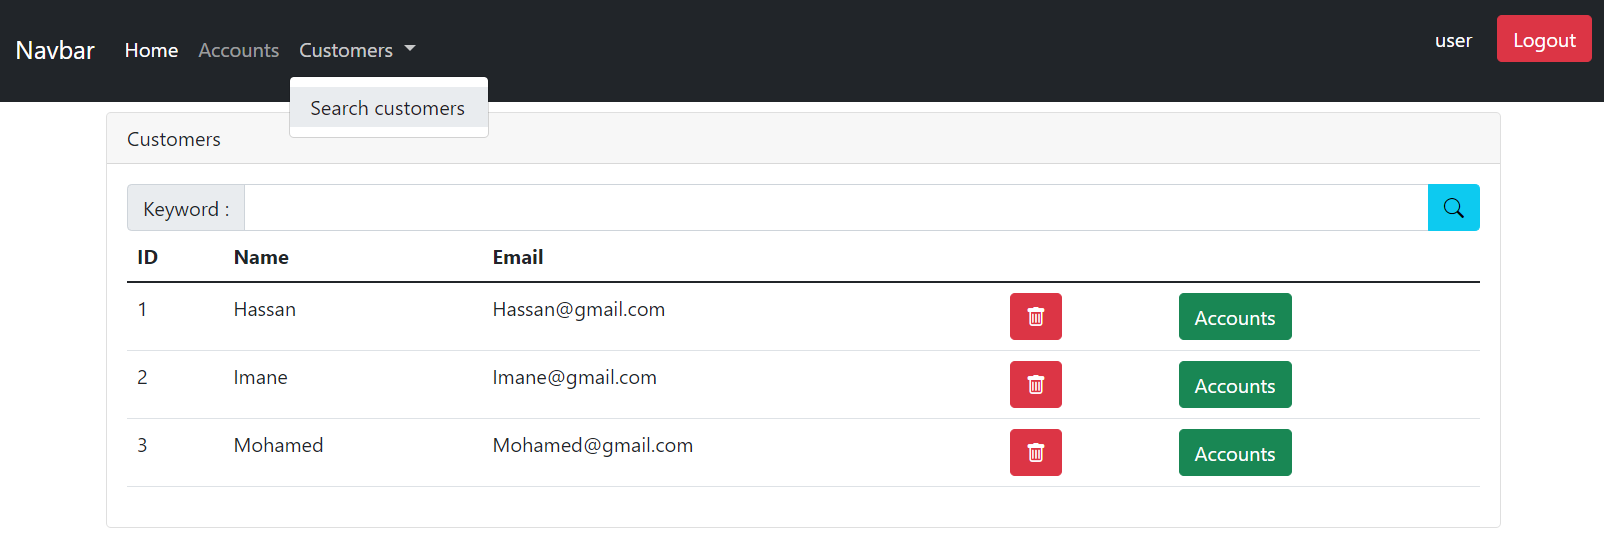 Navbar Home Accounts Customers user Logout
Search customers
Customers
Keyword :
ID Name Email
1 Hassan Hassan@gmail.com Accounts
2 Imane Imane@gmail.com Accounts
3 Mohamed Mohamed@gmail.com Accounts